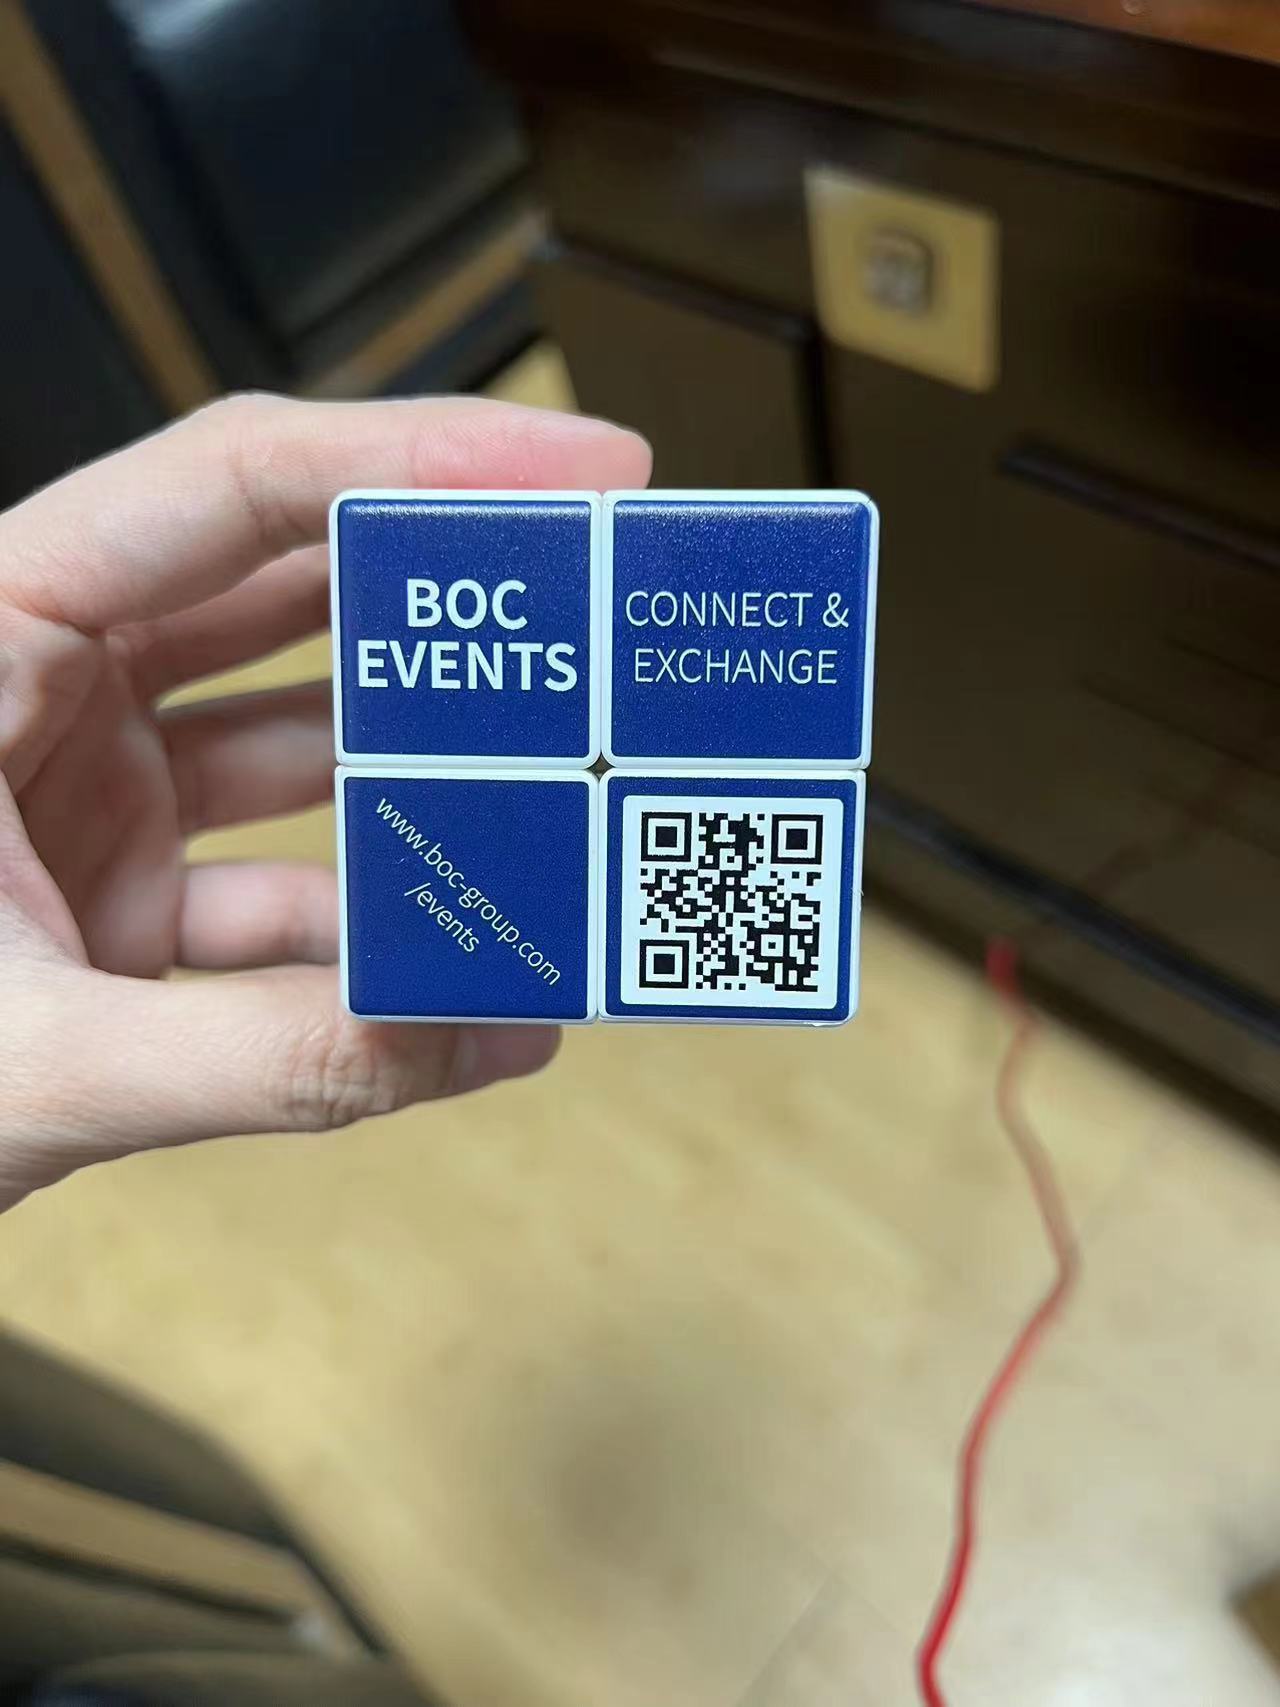 BOC
EVENTS
CONNECT &
EXCHANGE
www.boc-group.com
/events